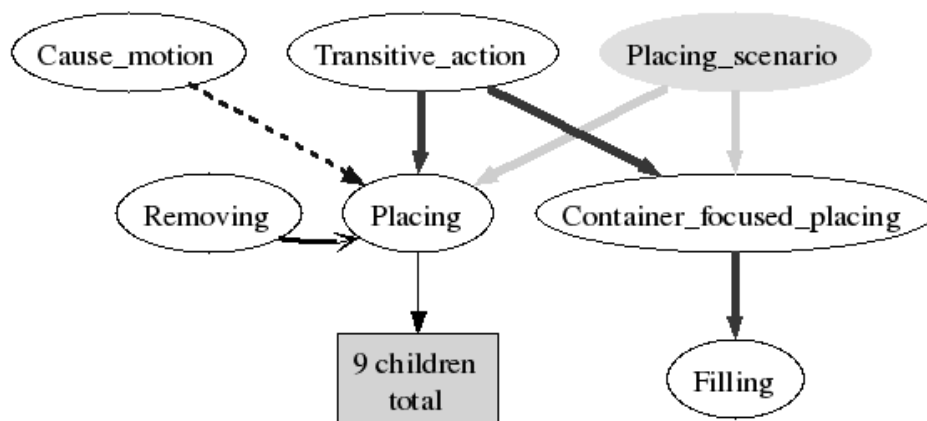 Cause_motion
Transitive_action
Placing_scenario
Removing
Placing
Container_focused_placing
9 children
total
Filling